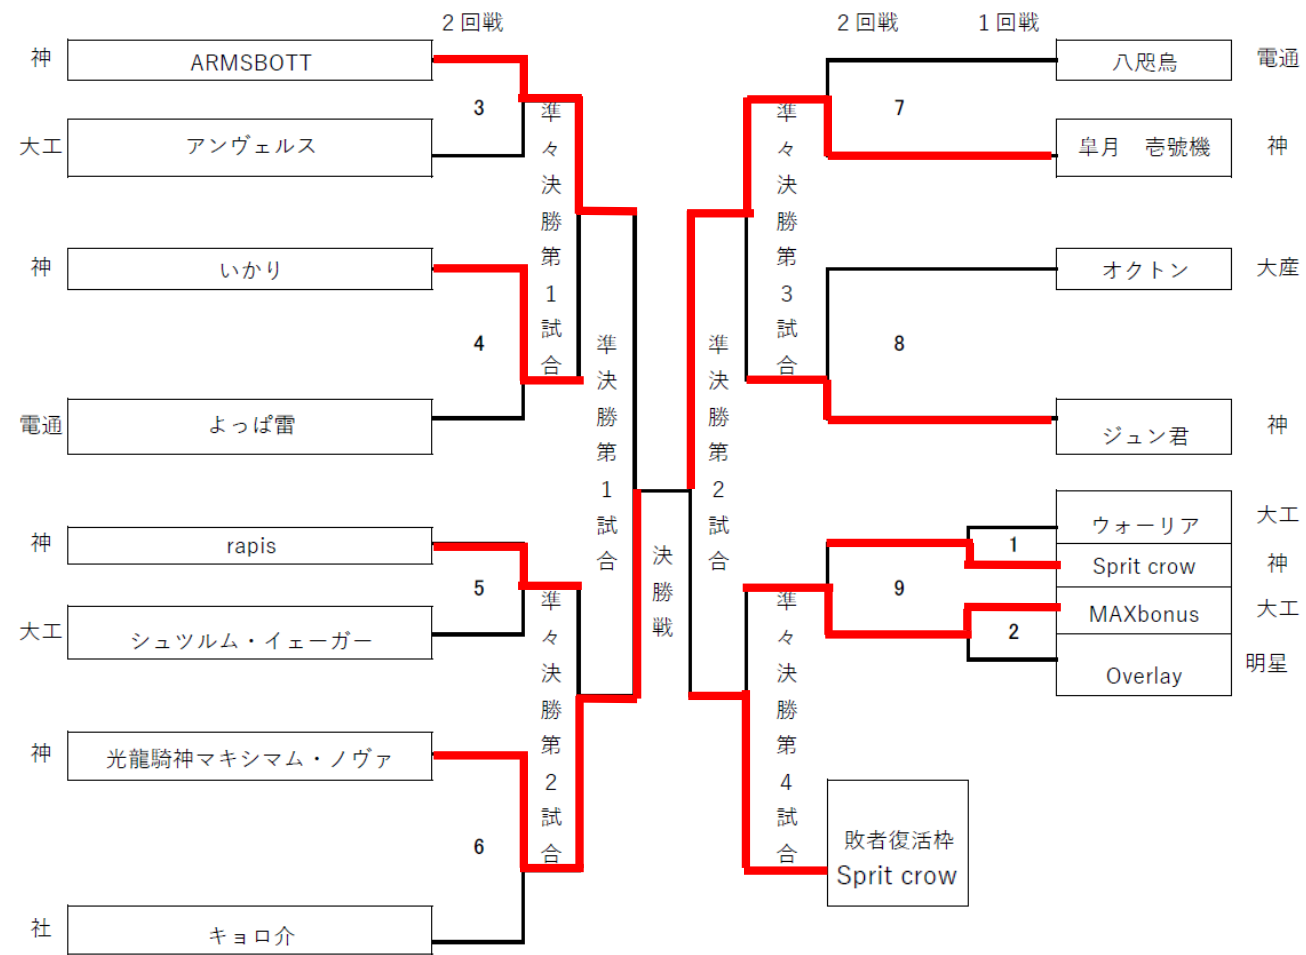 2回戦
2回戦
1回戦
神
ARMSBOTT
3
大工
アンヴェルス
神
いかり
4
電通
よっぱ雷
準々決勝第1試合
神
rapis
5
大工
シュツルム・イェーガー
神
光龍騎神マキシマム・ノヴァ
6
社
キョロ介
準々決勝第2試合
準決勝第1試合
決勝戦
準決勝第2試合
準々決勝第3試合
7
八咫烏
電通
皐月 壱號機
神
8
オクトン
大産
ジュン君
神
準々決勝第4試合
9
1
ウォーリア
大工
Sprit crow
神
2
MAXbonus
大工
Overlay
明星
敗者復活枠
Sprit crow